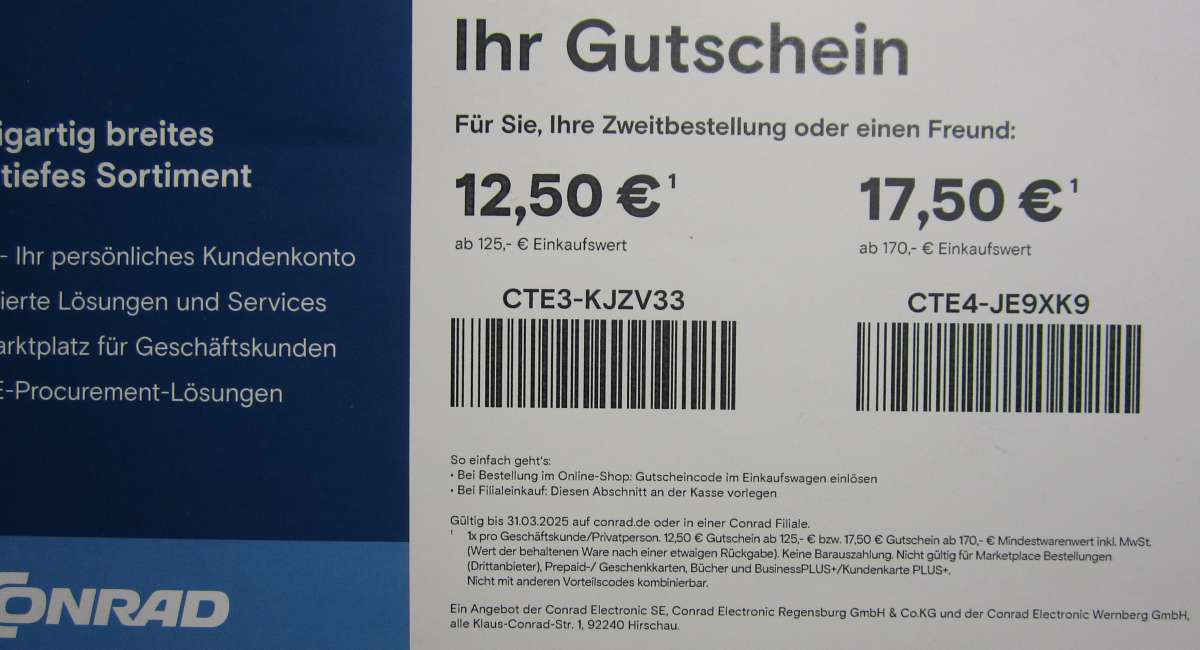 igartig breites
tiefes Sortiment
- Ihr persönliches Kundenkonto
ierte Lösungen und Services
arktplatz für Geschäftskunden
E-Procurement-Lösungen
CONRAD
Ihr Gutschein
Für Sie, Ihre Zweitbestellung oder einen Freund:
12,50 €¹
ab 125,- € Einkaufswert
CTE3-KJZV33
17,50 €¹
ab 170,- € Einkaufswert
CTE4-JE9XK9
So einfach geht's:
• Bei Bestellung im Online-Shop: Gutscheincode im Einkaufswagen einlösen
• Bei Filialeinkauf: Diesen Abschnitt an der Kasse vorlegen
Gültig bis 31.03.2025 auf conrad.de oder in einer Conrad Filiale.
¹ 1x pro Geschäftskunde/Privatperson. 12,50 € Gutschein ab 125,- € bzw. 17,50 € Gutschein ab 170,- € Mindestwarenwert inkl. MwSt.
(Wert der behaltenen Ware nach einer etwaigen Rückgabe). Keine Barauszahlung. Nicht gültig für Marketplace Bestellungen
(Drittanbieter), Prepaid-/ Geschenkkarten, Bücher und BusinessPLUS+/Kundenkarte PLUS+.
Nicht mit anderen Vorteilscodes kombinierbar.
Ein Angebot der Conrad Electronic SE, Conrad Electronic Regensburg GmbH & Co.KG und der Conrad Electronic Wernberg GmbH,
alle Klaus-Conrad-Str. 1, 92240 Hirschau.